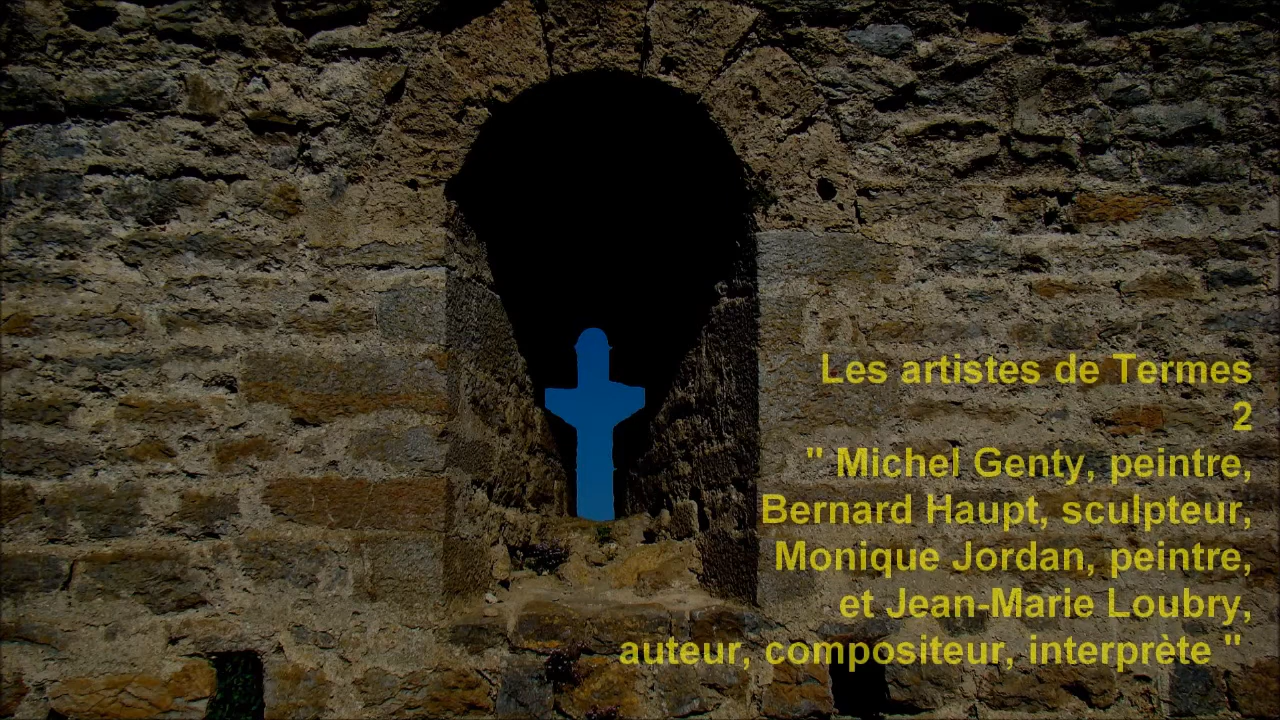 Les artistes de Termes
2
" Michel Genty, peintre,
Bernard Haupt, sculpteur,
Monique Jordan, peintre,
et Jean-Marie Loubry,
auteur, compositeur, interprète "